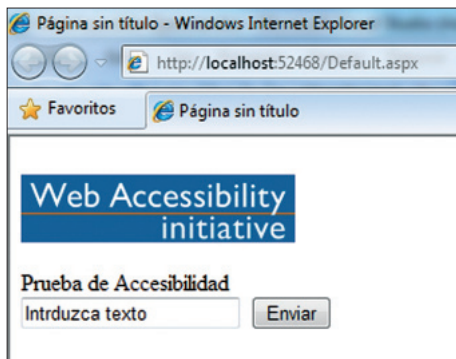 Página sin título - Windows Internet Explorer
http://localhost:52468/Default.aspx
Favoritos Página sin título
Web Accessibility
initiative
Prueba de Accesibilidad
Intrduzca texto Enviar